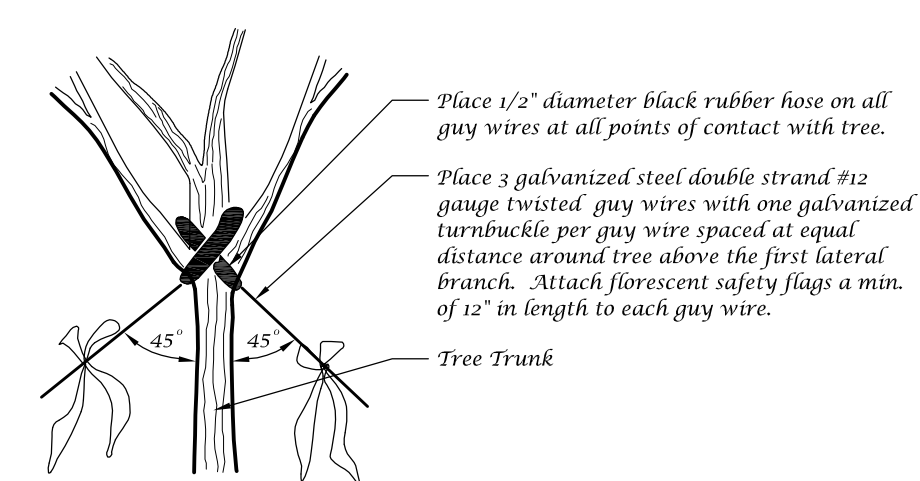 Place 1/2" diameter black rubber hose on all
guy wires at all points of contact with tree.
Place 3 galvanized steel double strand #12
gauge twisted guy wires with one galvanized
turnbuckle per guy wire spaced at equal
distance around tree above the first lateral
branch. Attach florescent safety flags a min.
of 12" in length to each guy wire.
45° 45°
Tree Trunk